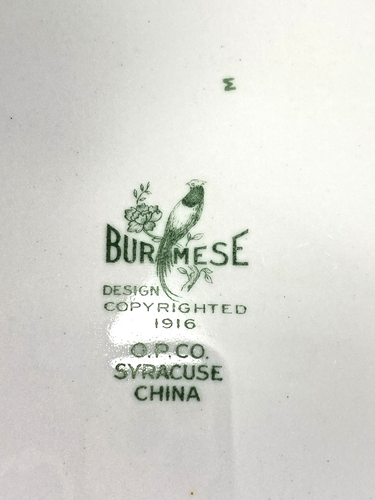 M
BURMESE
DESIGN
COPYRIGHTED
1916
O.P.CO.
SYRACUSE
CHINA